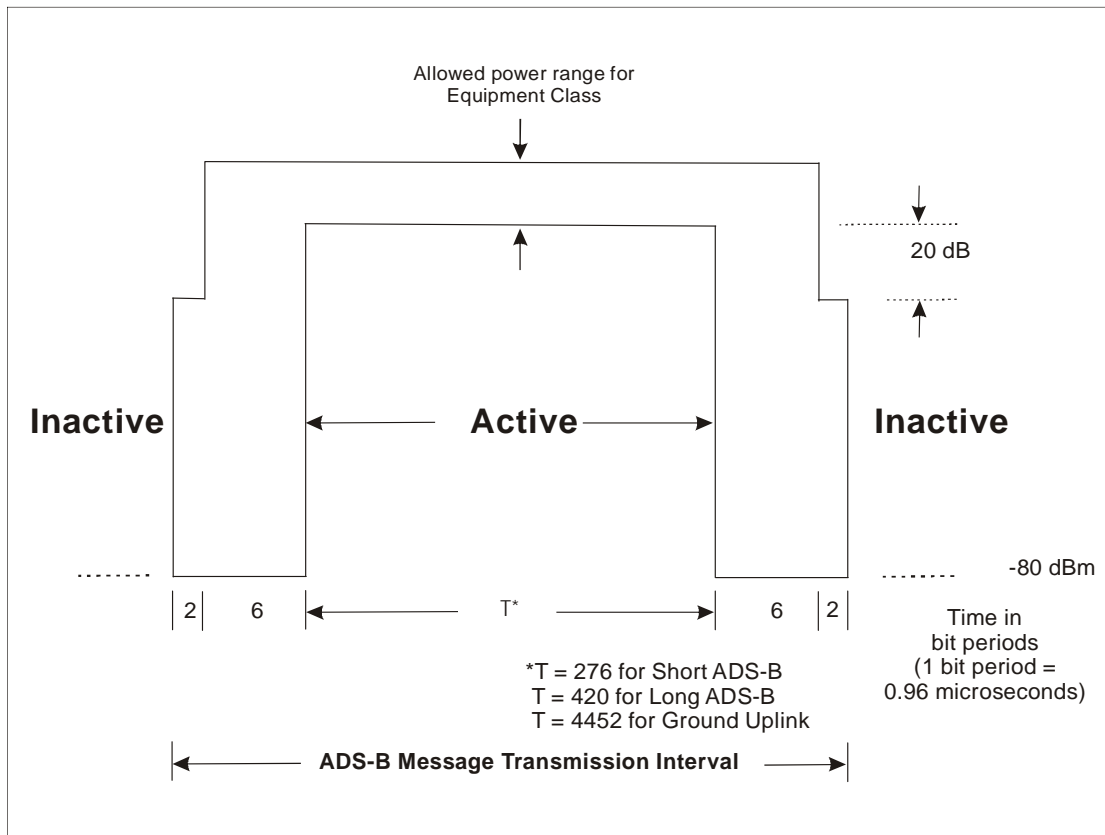 Allowed power range for
Equipment Class
20 dB
Inactive
Active
Inactive
-80 dBm
2
6
T*
6
2
Time in
bit periods
(1 bit period =
0.96 microseconds)
*T = 276 for Short ADS-B
T = 420 for Long ADS-B
T = 4452 for Ground Uplink
ADS-B Message Transmission Interval